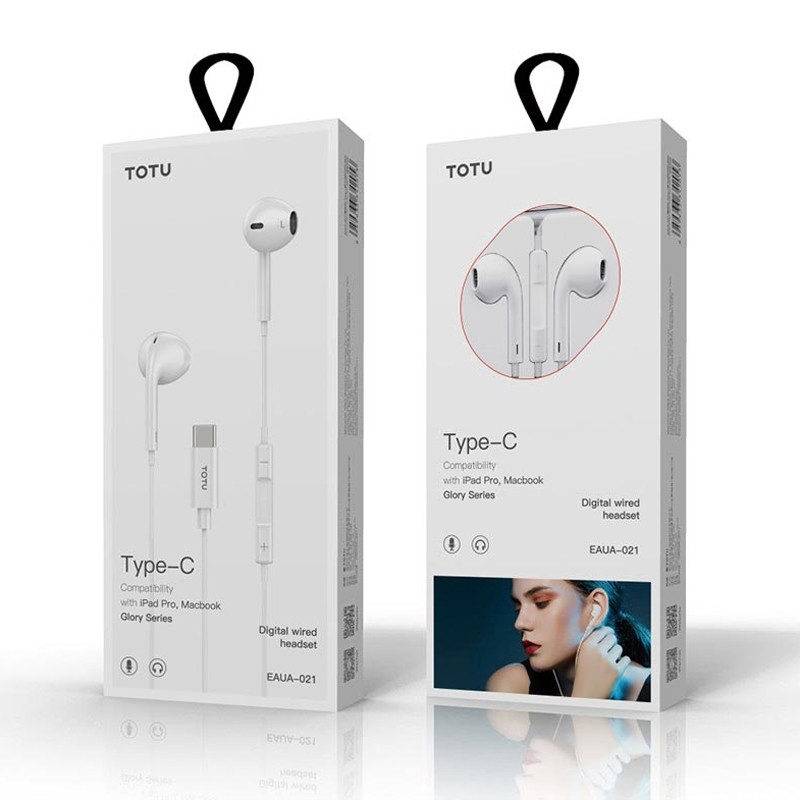 TOTU
L
TOTU
Type-C
Compatibility
with iPad Pro, Macbook
Glory Series
Digital wired
headset
EAUA-021
TOTU
Type-C
Compatibility
with iPad Pro, Macbook
Glory Series
Digital wired
headset
EAUA-021